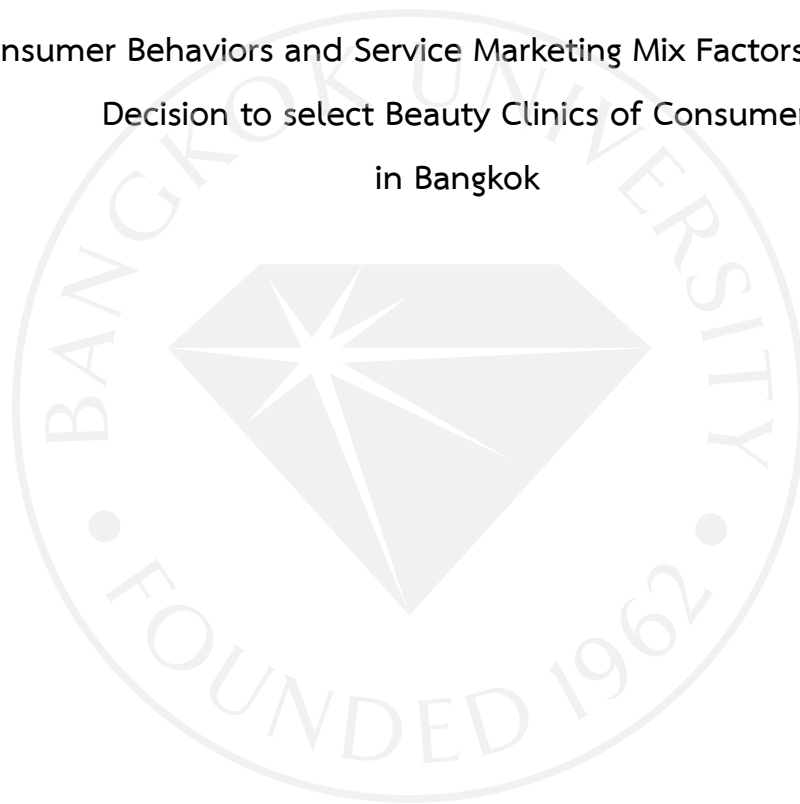 nsumer Behaviors and Service Marketing Mix Factors
Decision to select Beauty Clinics of Consumer
in Bangkok
BANGKOK UNIVERSITY
• FOUNDED 1962 •